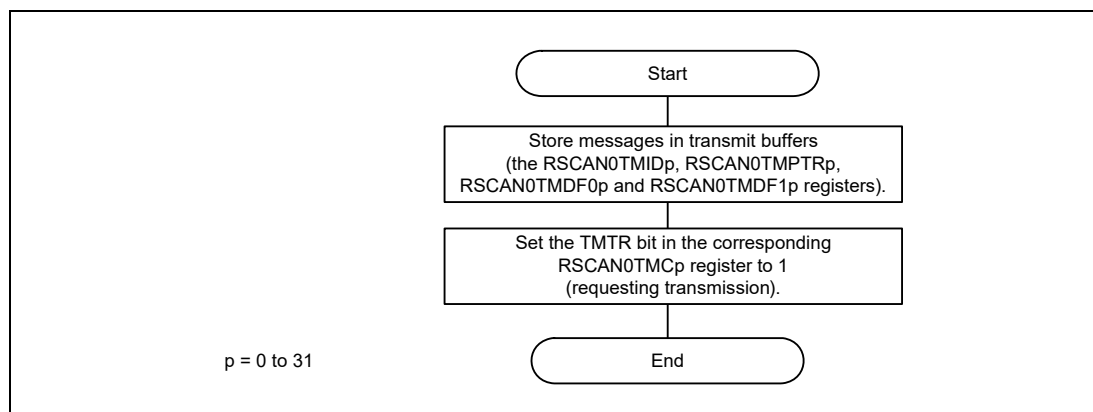 Start
Store messages in transmit buffers
(the RSCAN0TMIDp, RSCAN0TMPTRp,
RSCAN0TMDF0p and RSCAN0TMDF1p registers).
Set the TMTR bit in the corresponding
RSCAN0TMCp register to 1
(requesting transmission).
p = 0 to 31
End